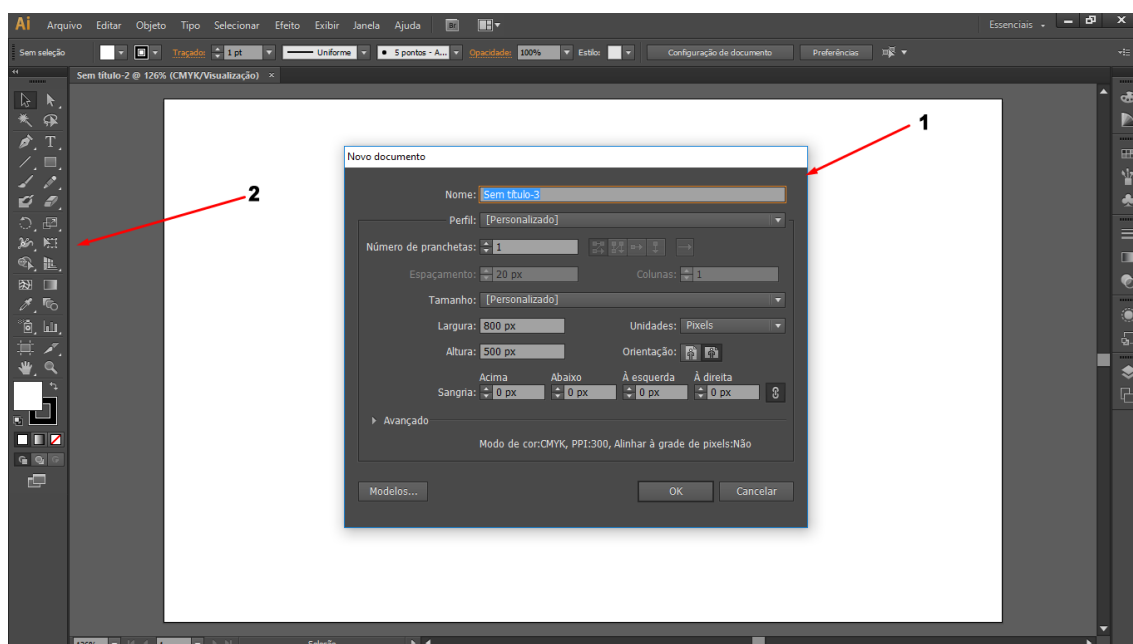 Ai Arquivo Editar Objeto Tipo Selecionar Efeito Exibir Janela Ajuda Br Essenciais
Sem seleção Traçado: 1 pt Uniforme 5 pontos - A... Opacidade: 100% Estilo: Configuração de documento Preferências
Sem título-2 @ 126% (CMYK/Visualização) ×
1
Novo documento
2
Nome: Sem título-3
Perfil: [Personalizado]
Número de pranchetas: 1
Espaçamento: 20 px Colunas: 1
Tamanho: [Personalizado]
Largura: 800 px Unidades: Pixels
Altura: 500 px Orientação:
Acima Abaixo À esquerda À direita
Sangria: 0 px 0 px 0 px 0 px
Avançado
Modo de cor:CMYK, PPI:300, Alinhar à grade de pixels:Não
Modelos... OK Cancelar
126% 1 Seleção